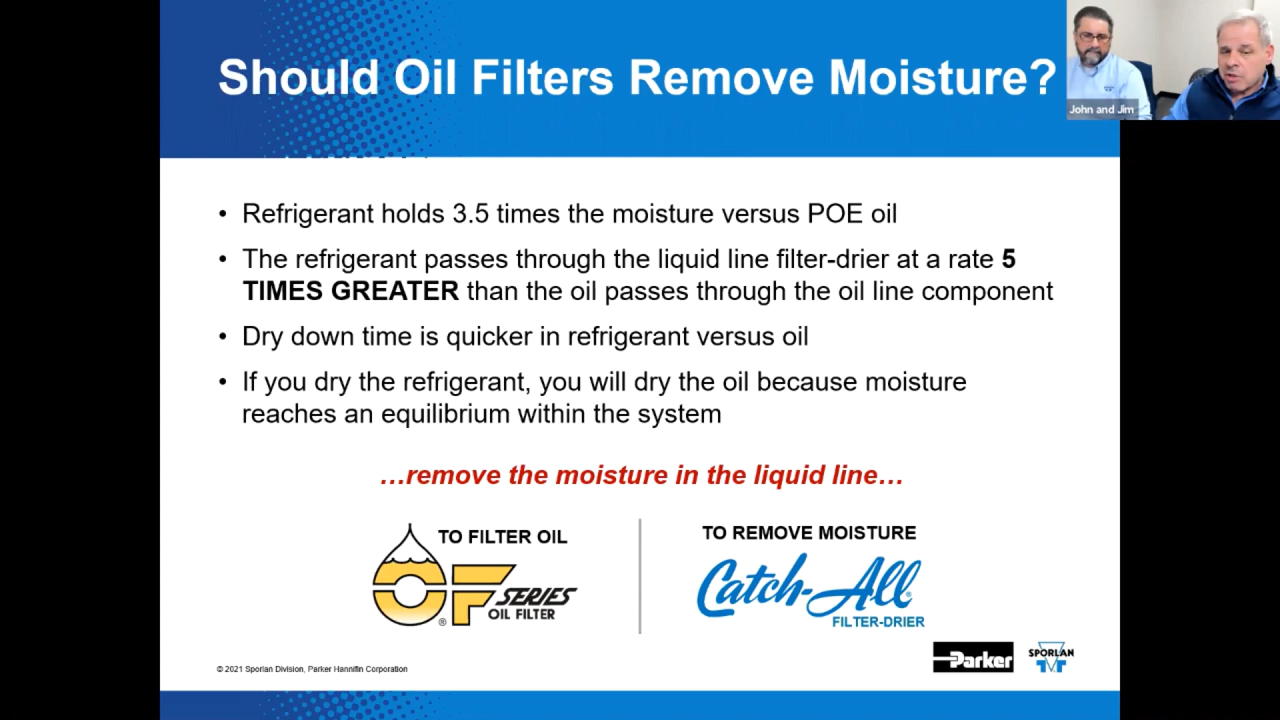 Should Oil Filters Remove Moisture?
John and Jim
• Refrigerant holds 3.5 times the moisture versus POE oil
• The refrigerant passes through the liquid line filter-drier at a rate 5
TIMES GREATER than the oil passes through the oil line component
• Dry down time is quicker in refrigerant versus oil
• If you dry the refrigerant, you will dry the oil because moisture
reaches an equilibrium within the system
…remove the moisture in the liquid line…
TO FILTER OIL
OF SERIES
OIL FILTER
®
TO REMOVE MOISTURE
Catch-All®
FILTER-DRIER
Parker
SPORLAN
© 2021 Sporlan Division, Parker Hannifin Corporation